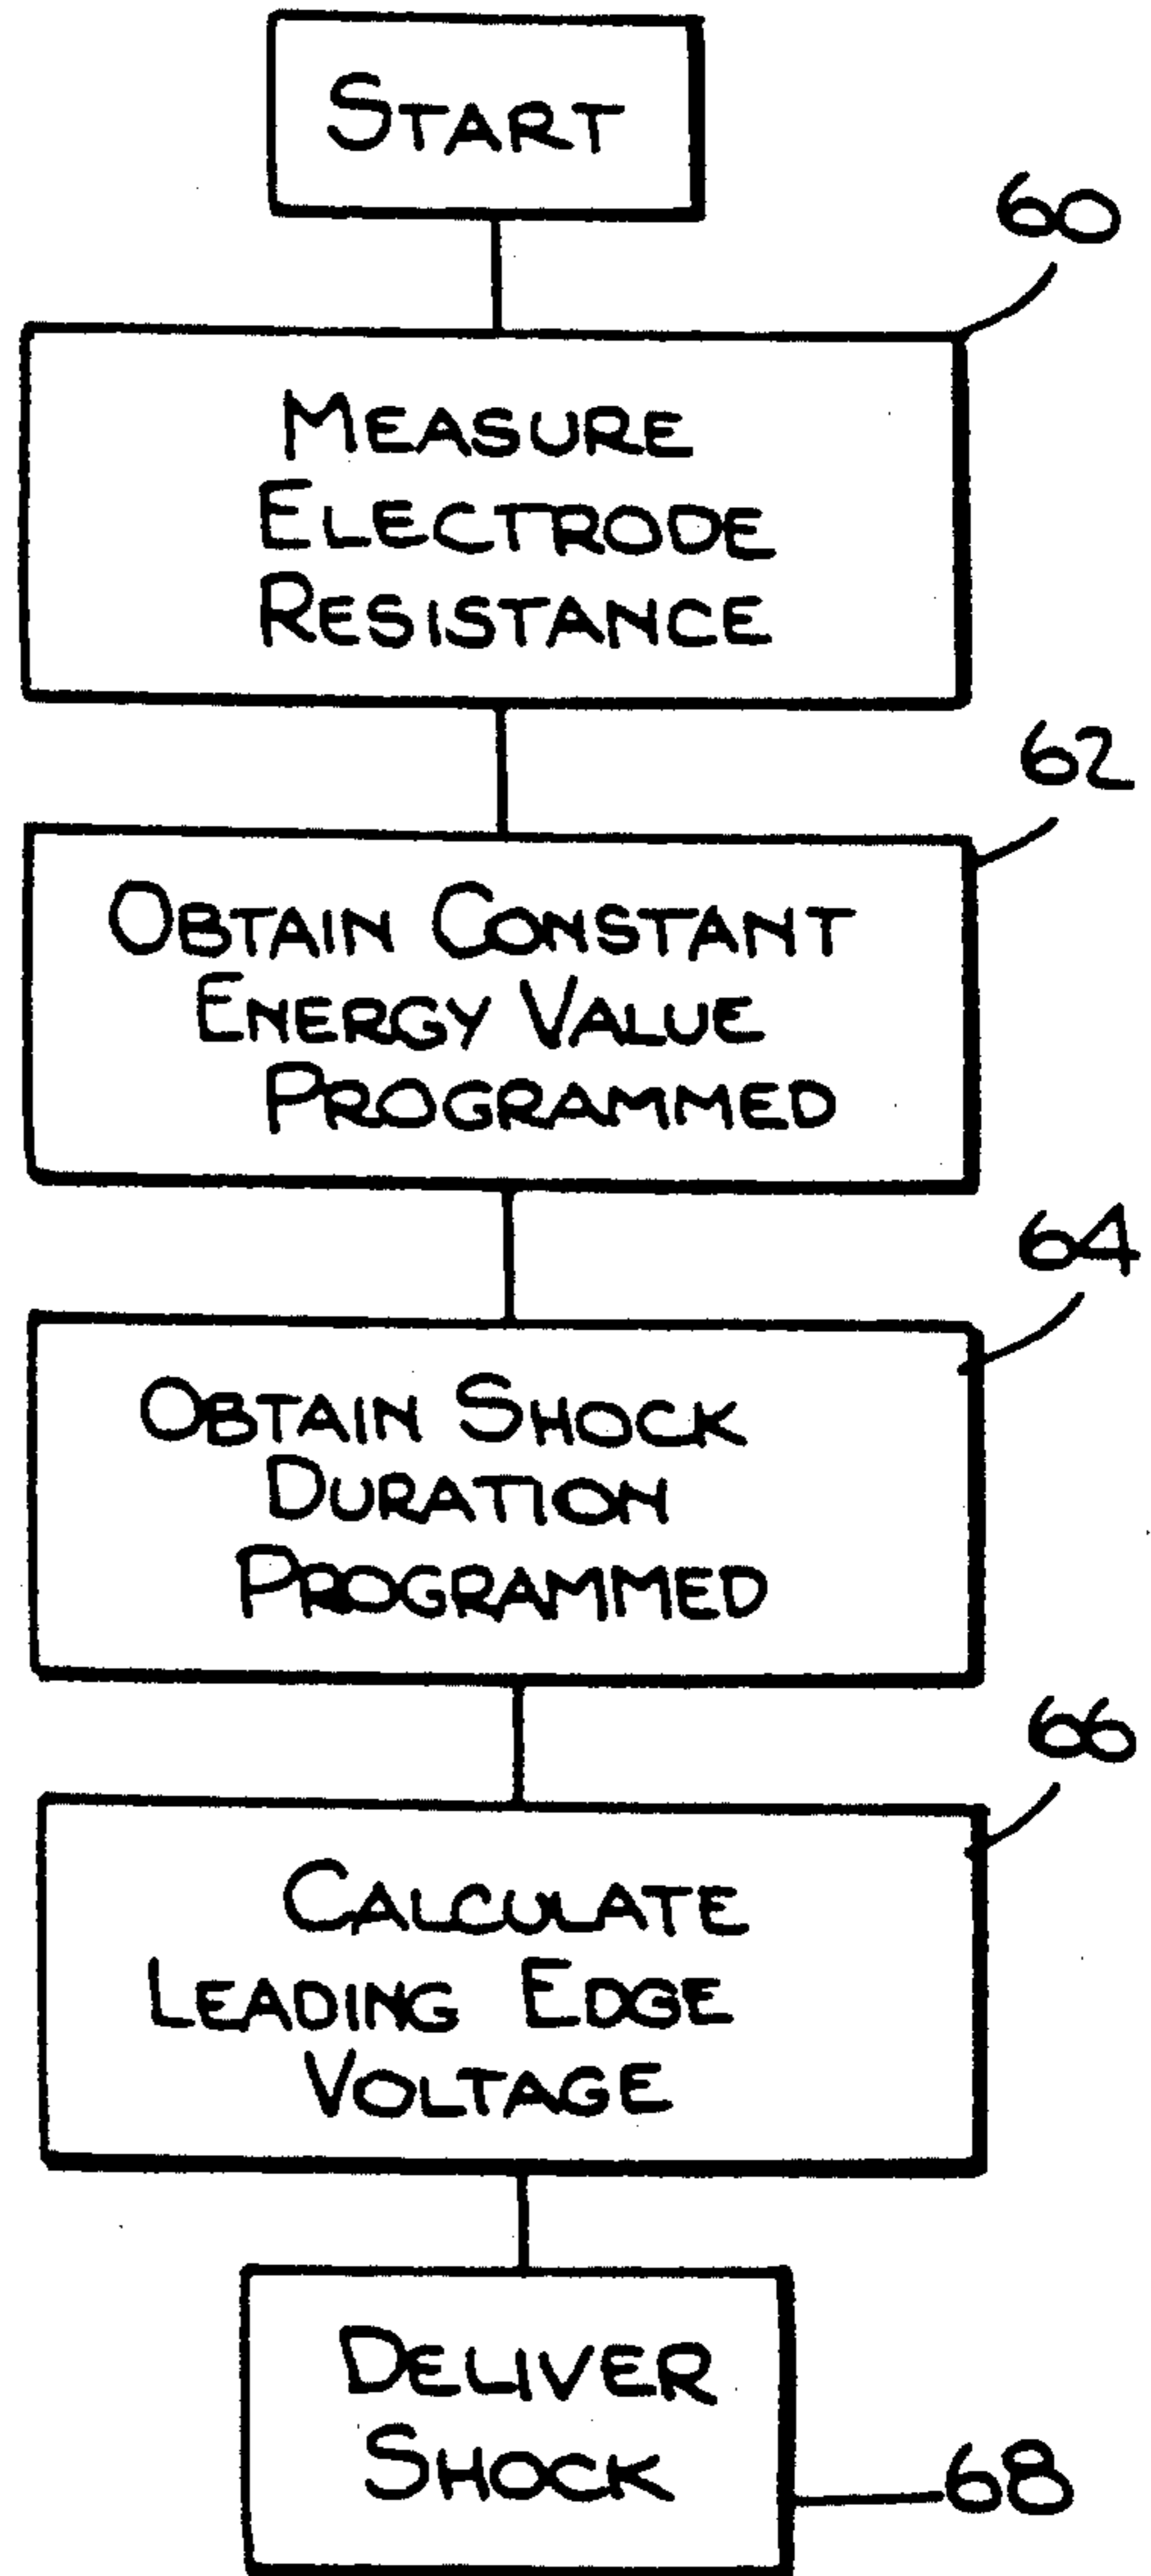 START
60
MEASURE
ELECTRODE
RESISTANCE
62
OBTAIN CONSTANT
ENERGY VALUE
PROGRAMMED
64
OBTAIN SHOCK
DURATION
PROGRAMMED
66
CALCULATE
LEADING EDGE
VOLTAGE
DELIVER
SHOCK
68